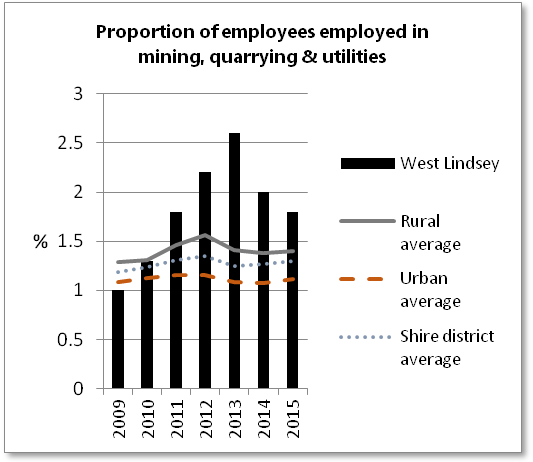 Proportion of employees employed in
mining, quarrying & utilities
3
2.5
2
1.5
1
0.5
0
%
2009
2010
2011
2012
2013
2014
2015
West Lindsey
Rural
average
Urban
average
Shire district
average